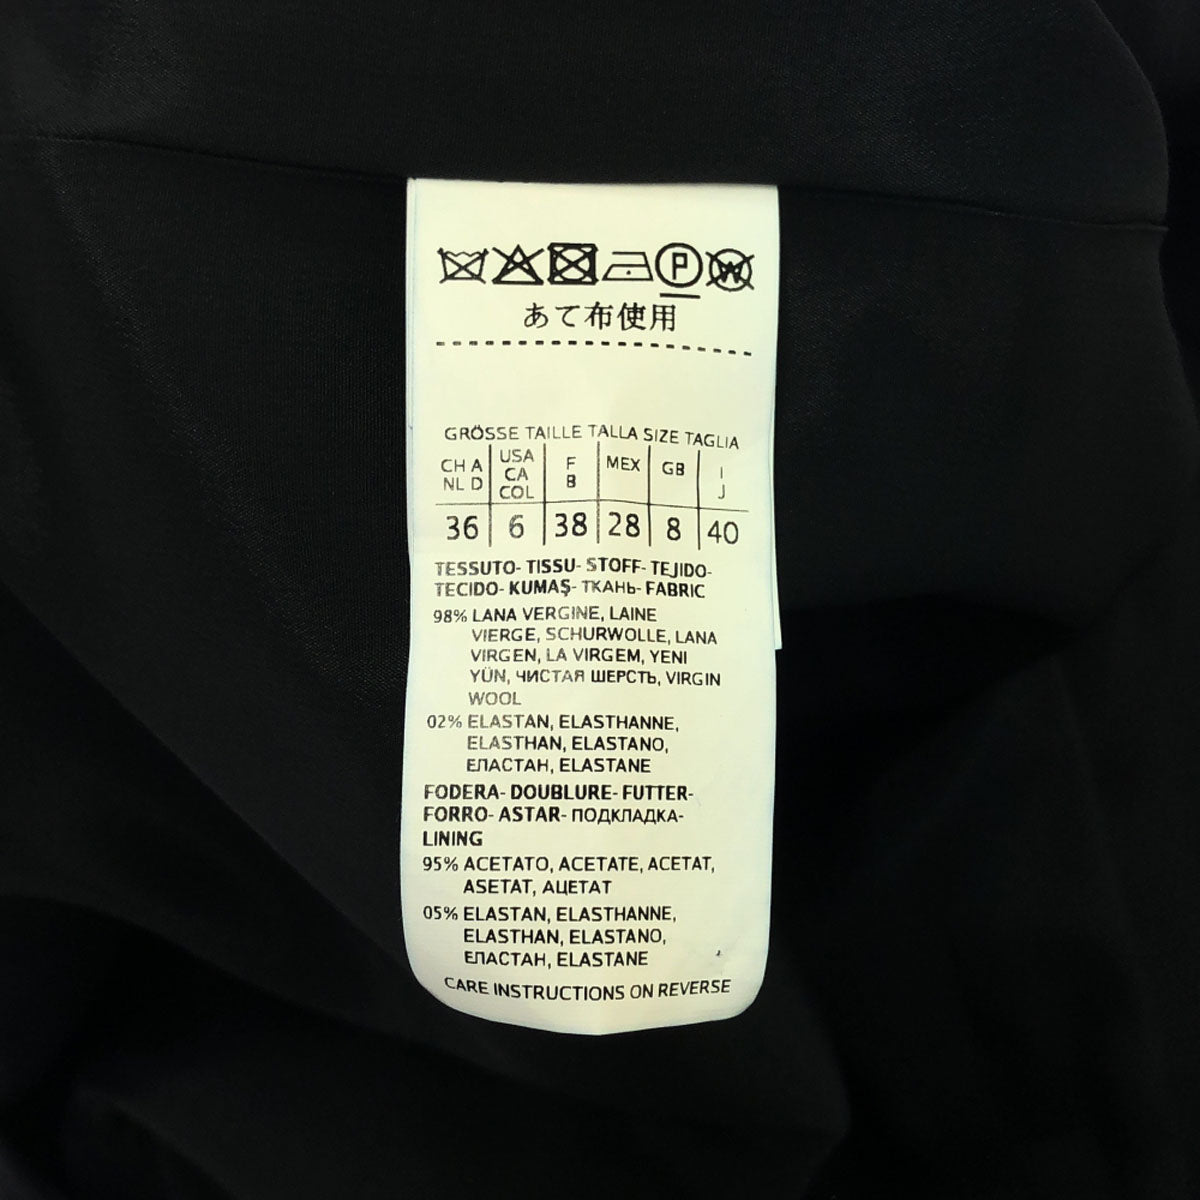 P W
あて布使用
GRÖSSE TAILLE TALLA SIZE TAGLIA
CH A NL D USA CA COL F B MEX GB I J
36 6 38 28 8 40
TESSUTO- TISSU- STOFF- TEJIDO-
TECIDO- KUMAŞ- ТКАНЬ- FABRIC
98% LANA VERGINE, LAINE
VIERGE, SCHURWOLLE, LANA
VIRGEN, LA VIRGEM, YENI
YÜN, ЧИСТАЯ ШЕРСТЬ, VIRGIN
WOOL
02% ELASTAN, ELASTHANNE,
ELASTHAN, ELASTANO,
ЕЛАСТАН, ELASTANE
FODERA- DOUBLURE- FUTTER-
FORRO- ASTAR- ПОДКЛАДКА-
LINING
95% ACETATO, ACETATE, ACETAT,
ASETAT, АЦЕТАТ
05% ELASTAN, ELASTHANNE,
ELASTHAN, ELASTANO,
ЕЛАСТАН, ELASTANE
CARE INSTRUCTIONS ON REVERSE